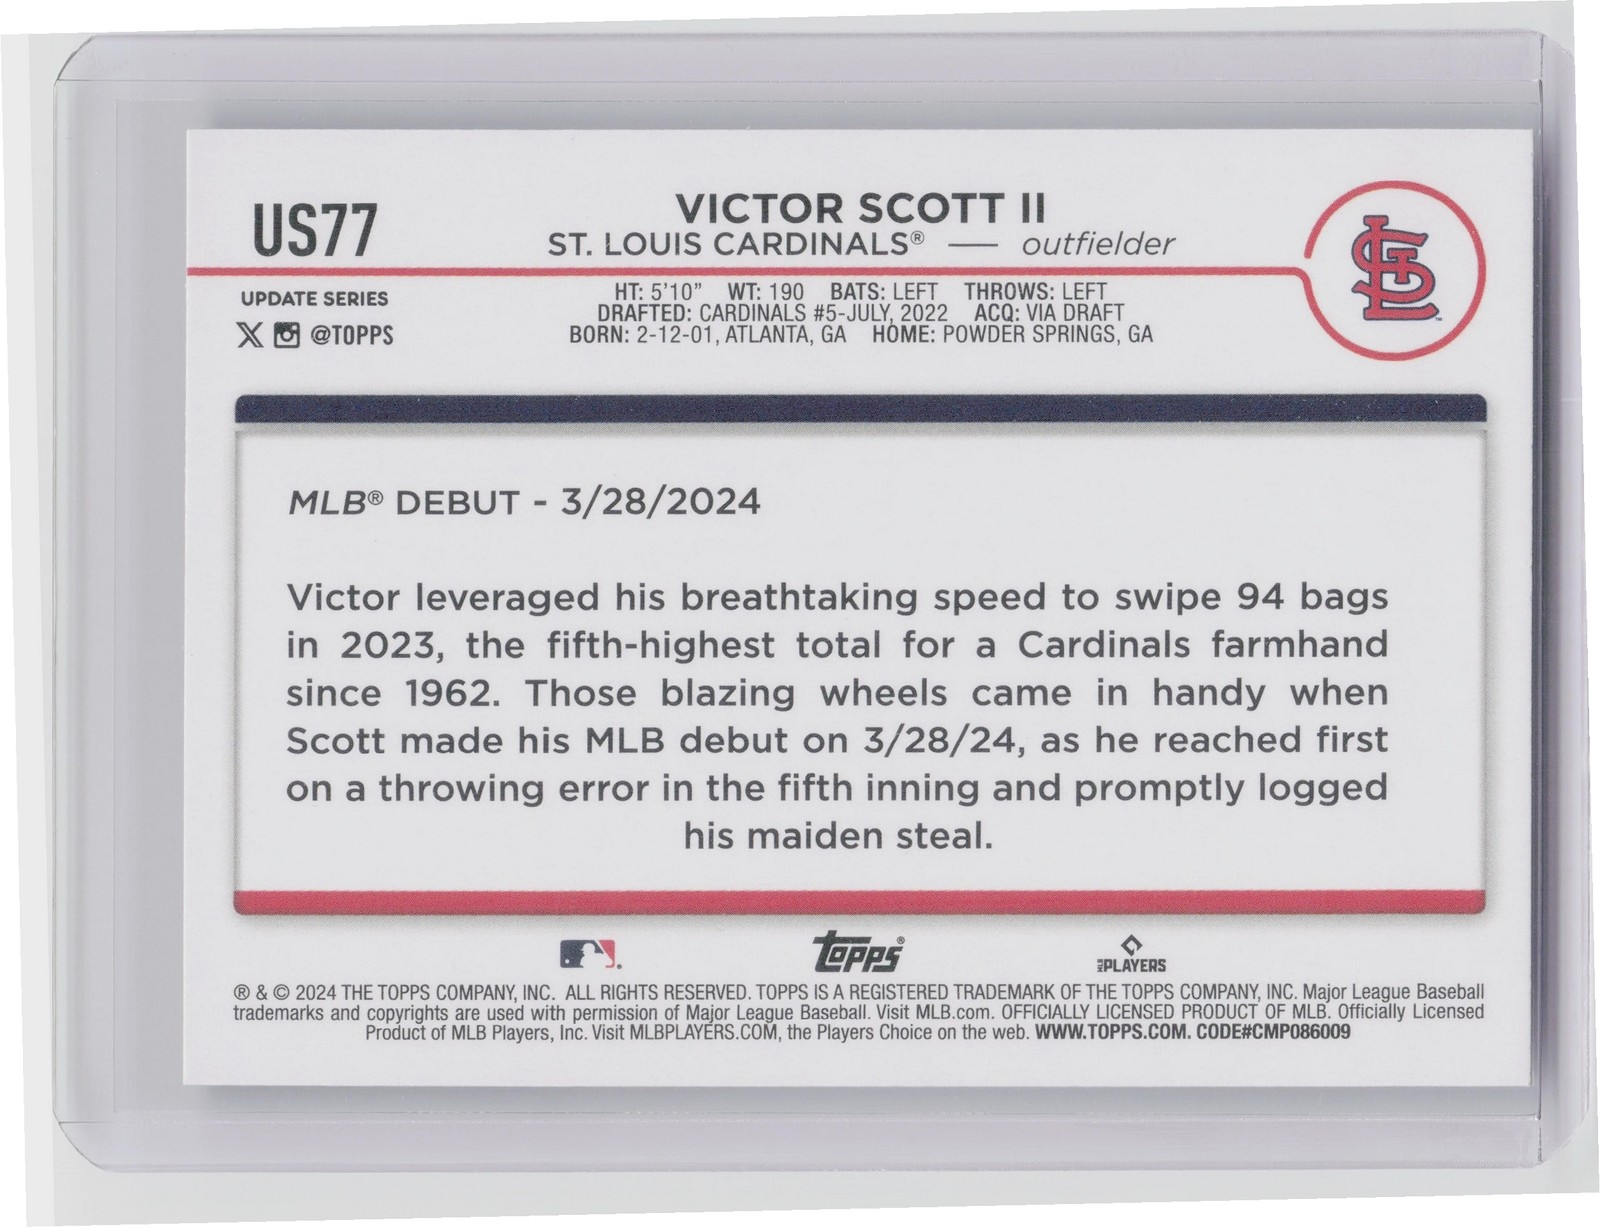 US77
VICTOR SCOTT II
ST. LOUIS CARDINALS® — outfielder
UPDATE SERIES
@TOPPS
HT: 5'10" WT: 190 BATS: LEFT THROWS: LEFT
DRAFTED: CARDINALS #5-JULY, 2022 ACQ: VIA DRAFT
BORN: 2-12-01, ATLANTA, GA HOME: POWDER SPRINGS, GA
STL
MLB® DEBUT - 3/28/2024
Victor leveraged his breathtaking speed to swipe 94 bags
in 2023, the fifth-highest total for a Cardinals farmhand
since 1962. Those blazing wheels came in handy when
Scott made his MLB debut on 3/28/24, as he reached first
on a throwing error in the fifth inning and promptly logged
his maiden steal.
Topps®
MLB PLAYERS
® & © 2024 THE TOPPS COMPANY, INC. ALL RIGHTS RESERVED. TOPPS IS A REGISTERED TRADEMARK OF THE TOPPS COMPANY, INC. Major League Baseball
trademarks and copyrights are used with permission of Major League Baseball. Visit MLB.com. OFFICIALLY LICENSED PRODUCT OF MLB. Officially Licensed
Product of MLB Players, Inc. Visit MLBPLAYERS.COM, the Players Choice on the web. WWW.TOPPS.COM. CODE#CMP086009